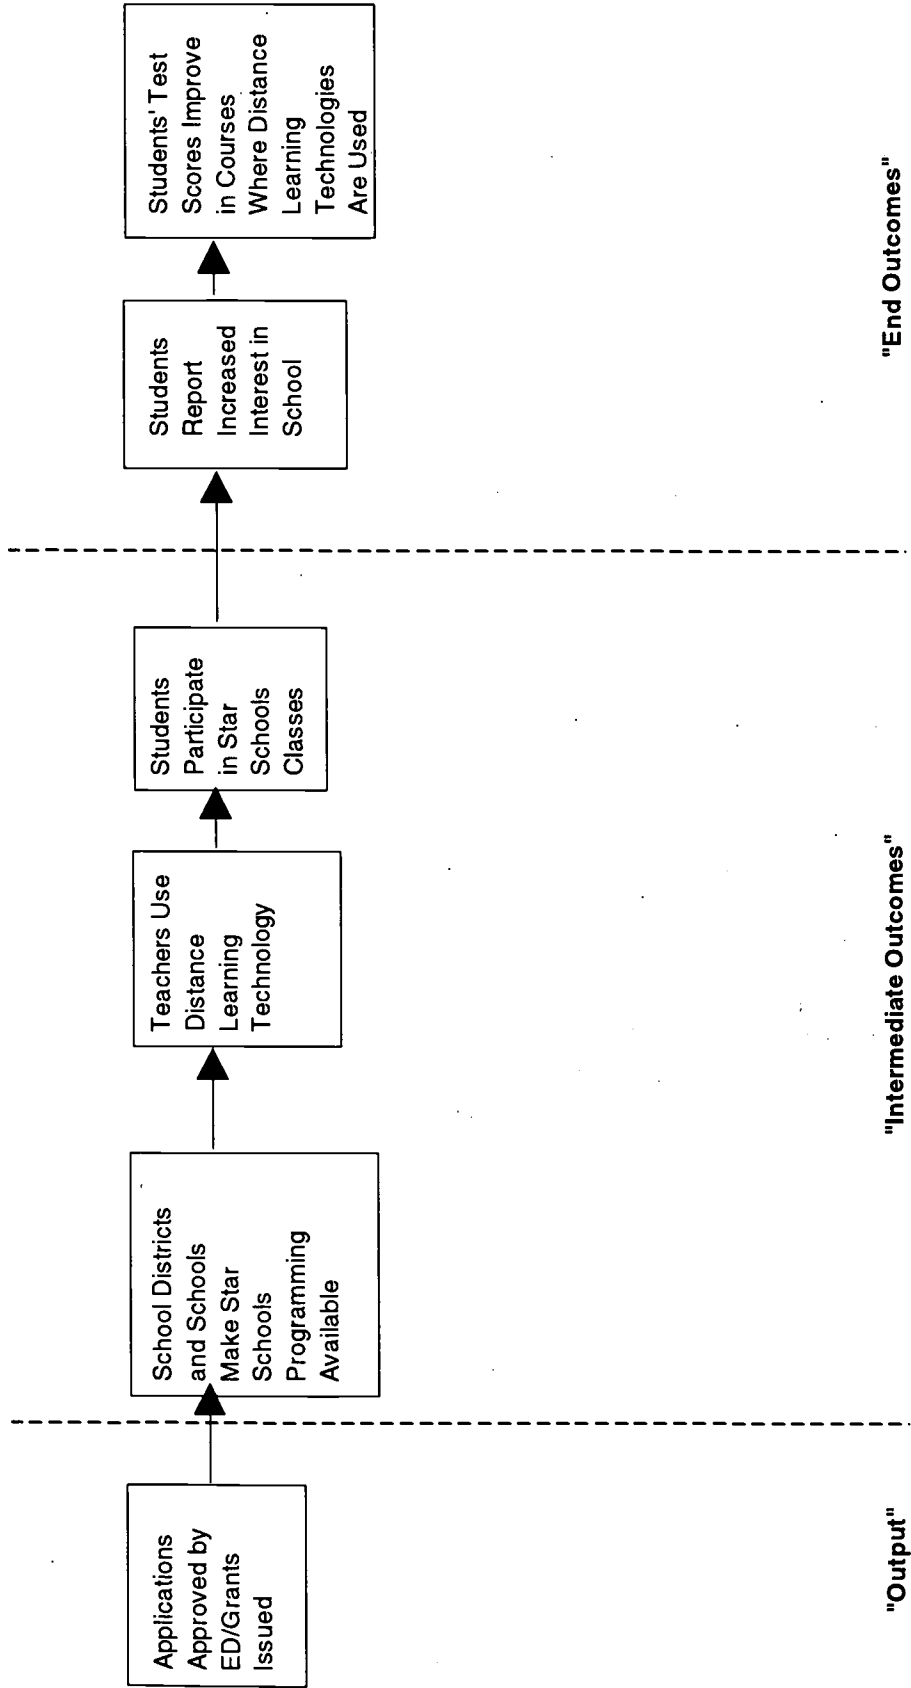 Applications
Approved by
ED/Grants
Issued
School Districts
and Schools
Make Star
Schools
Programming
Available
Teachers Use
Distance
Learning
Technology
Students
Participate
in Star
Schools
Classes
Students
Report
Increased
Interest in
School
Students' Test
Scores Improve
in Courses
Where Distance
Learning
Technologies
Are Used
"Output"
"Intermediate Outcomes"
"End Outcomes"